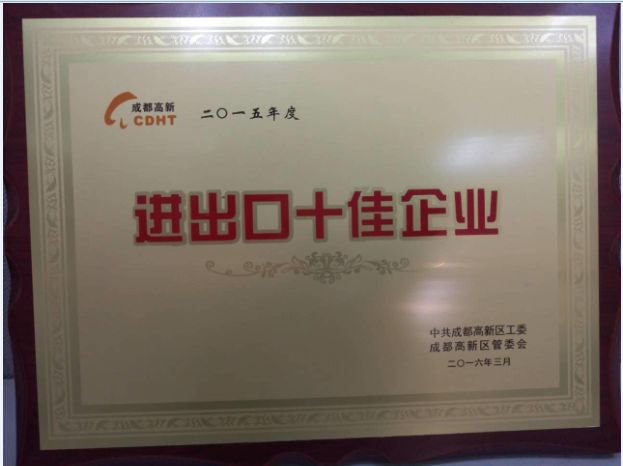 成都高新
CDHT
二〇一五年度
进出口十佳企业
中共成都高新区工委
成都高新区管委会
二〇一六年三月